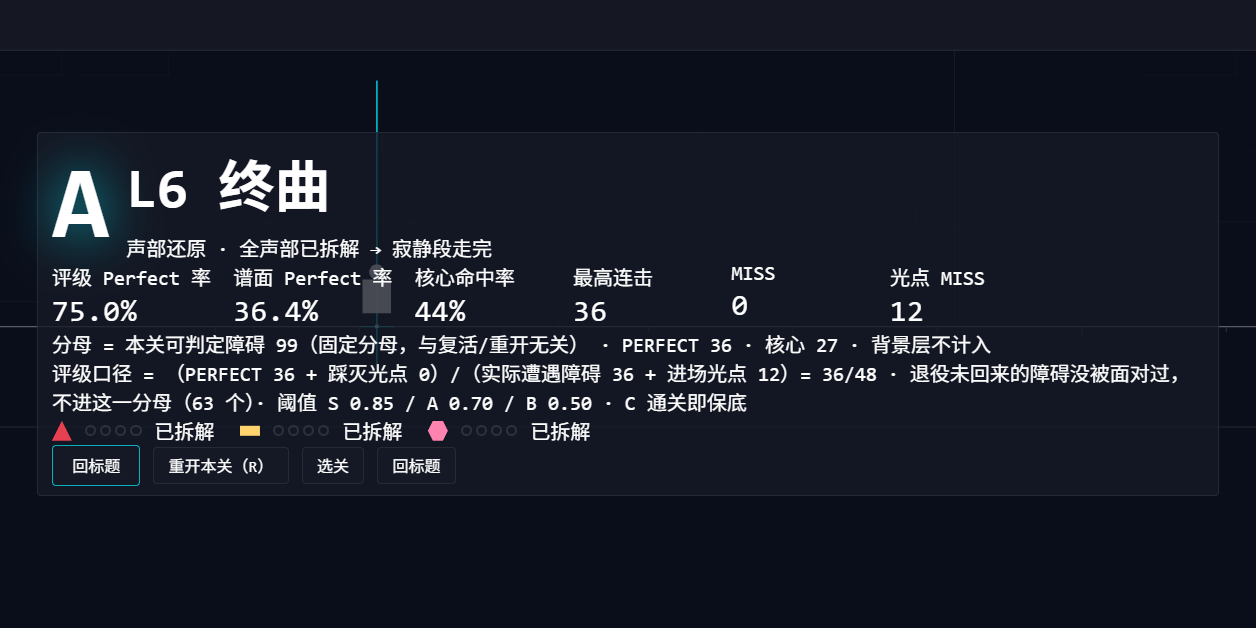 A L6 终曲
声部还原 · 全声部已拆解 → 寂静段走完
评级 Perfect 率 谱面 Perfect 率 核心命中率 最高连击 MISS 光点 MISS
75.0% 36.4% 44% 36 0 12
分母 = 本关可判定障碍 99（固定分母，与复活/重开无关） · PERFECT 36 · 核心 27 · 背景层不计入
评级口径 = （PERFECT 36 + 踩灭光点 0）/（实际遭遇障碍 36 + 进场光点 12）= 36/48 · 退役未回来的障碍没被面对过，
不进这一分母（63 个）· 阈值 S 0.85 / A 0.70 / B 0.50 · C 通关即保底
已拆解 已拆解 已拆解
回标题 重开本关（R） 选关 回标题